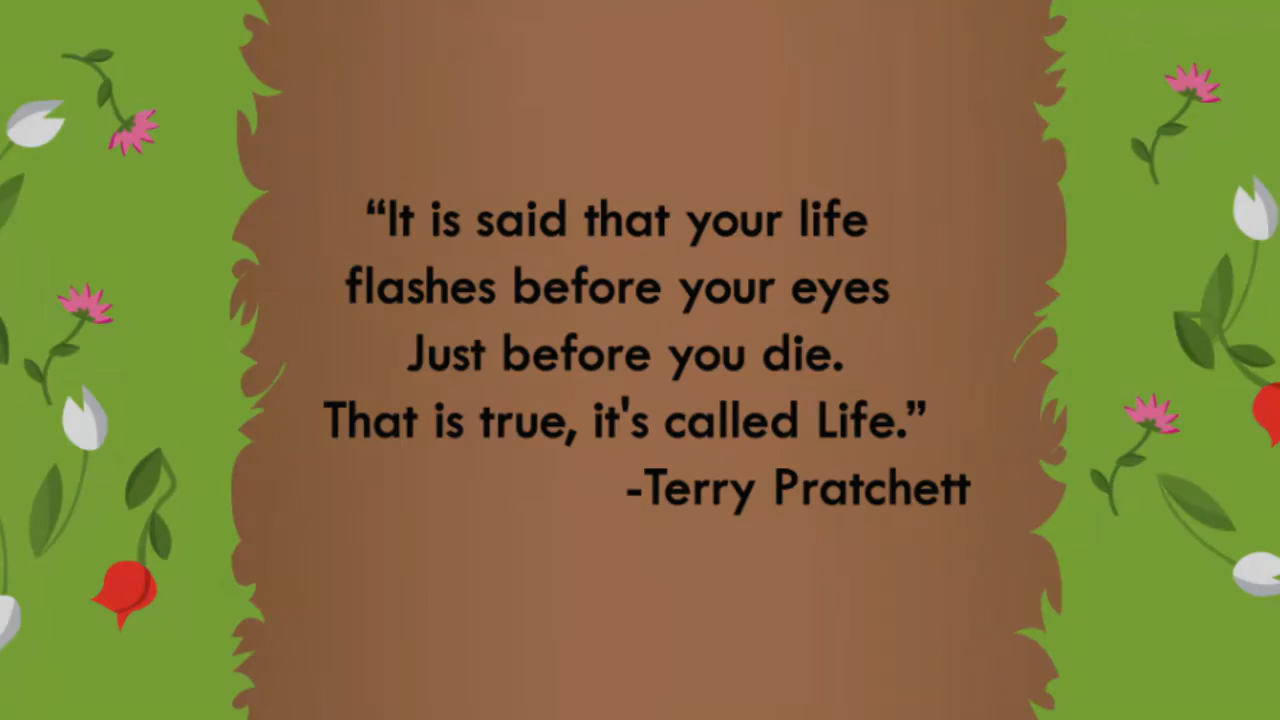 “It is said that your life
flashes before your eyes
Just before you die.
That is true, it's called Life.”
-Terry Pratchett